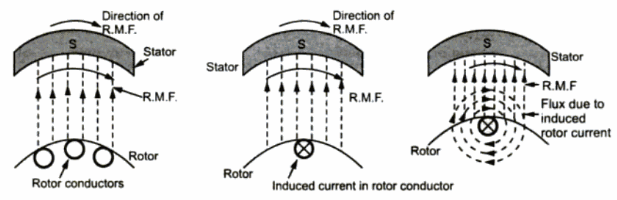 Direction of
R.M.F.
S
Stator
R.M.F.
Rotor
Rotor conductors
Direction of
R.M.F.
S
Stator
R.M.F.
Rotor
Induced current in rotor conductor
S
Stator
R.M.F
Flux due to
induced
rotor current
Rotor